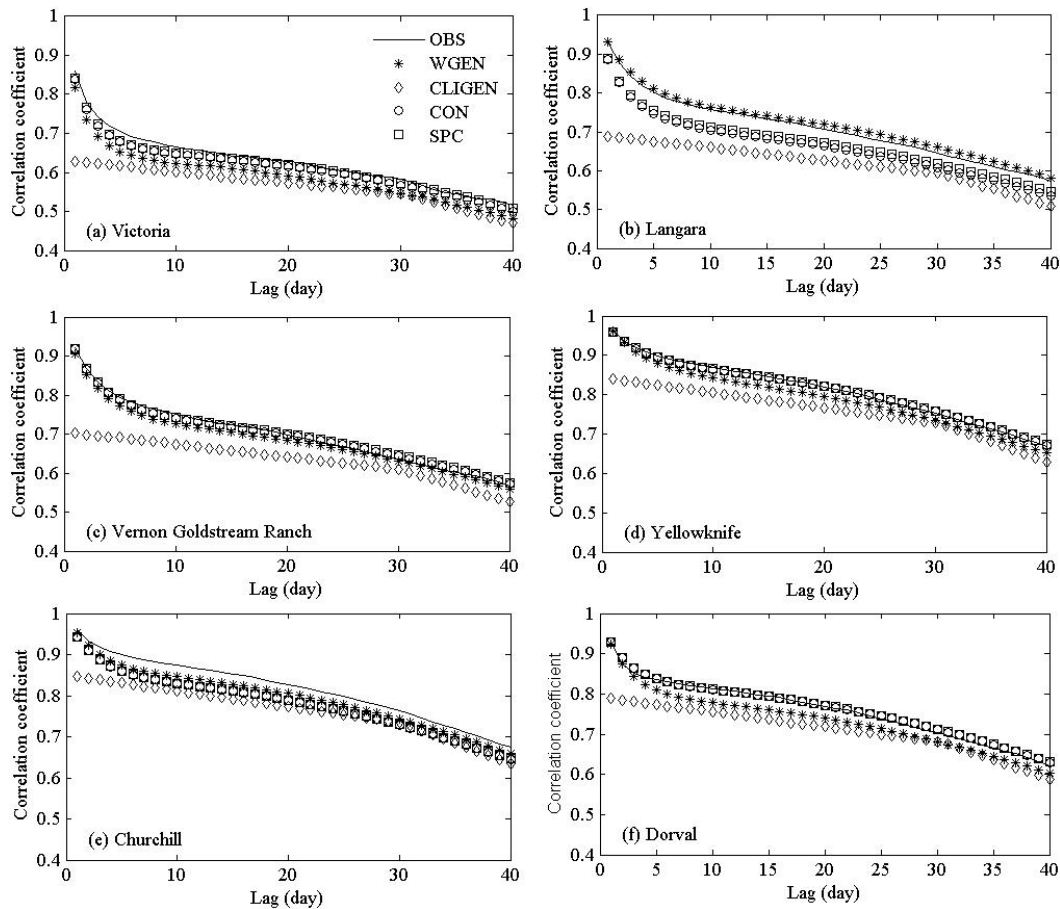 1
0.9
0.8
0.7
0.6
0.5
0.4
Correlation coefficient
OBS
WGEN
CLIGEN
CON
SPC
(a) Victoria
0 10 20 30 40
Lag (day)
1
0.9
0.8
0.7
0.6
0.5
0.4
Correlation coefficient
(b) Langara
0 5 10 15 20 25 30 35 40
Lag (day)
1
0.9
0.8
0.7
0.6
0.5
0.4
Correlation coefficient
(c) Vernon Goldstream Ranch
0 10 20 30 40
Lag (day)
1
0.9
0.8
0.7
0.6
0.5
0.4
Correlation coefficient
(d) Yellowknife
0 10 20 30 40
Lag (day)
1
0.9
0.8
0.7
0.6
0.5
0.4
Correlation coefficient
(e) Churchill
0 10 20 30 40
Lag (day)
1
0.9
0.8
0.7
0.6
0.5
0.4
Correlation coefficient
(f) Dorval
0 5 10 15 20 25 30 35 40
Lag (day)